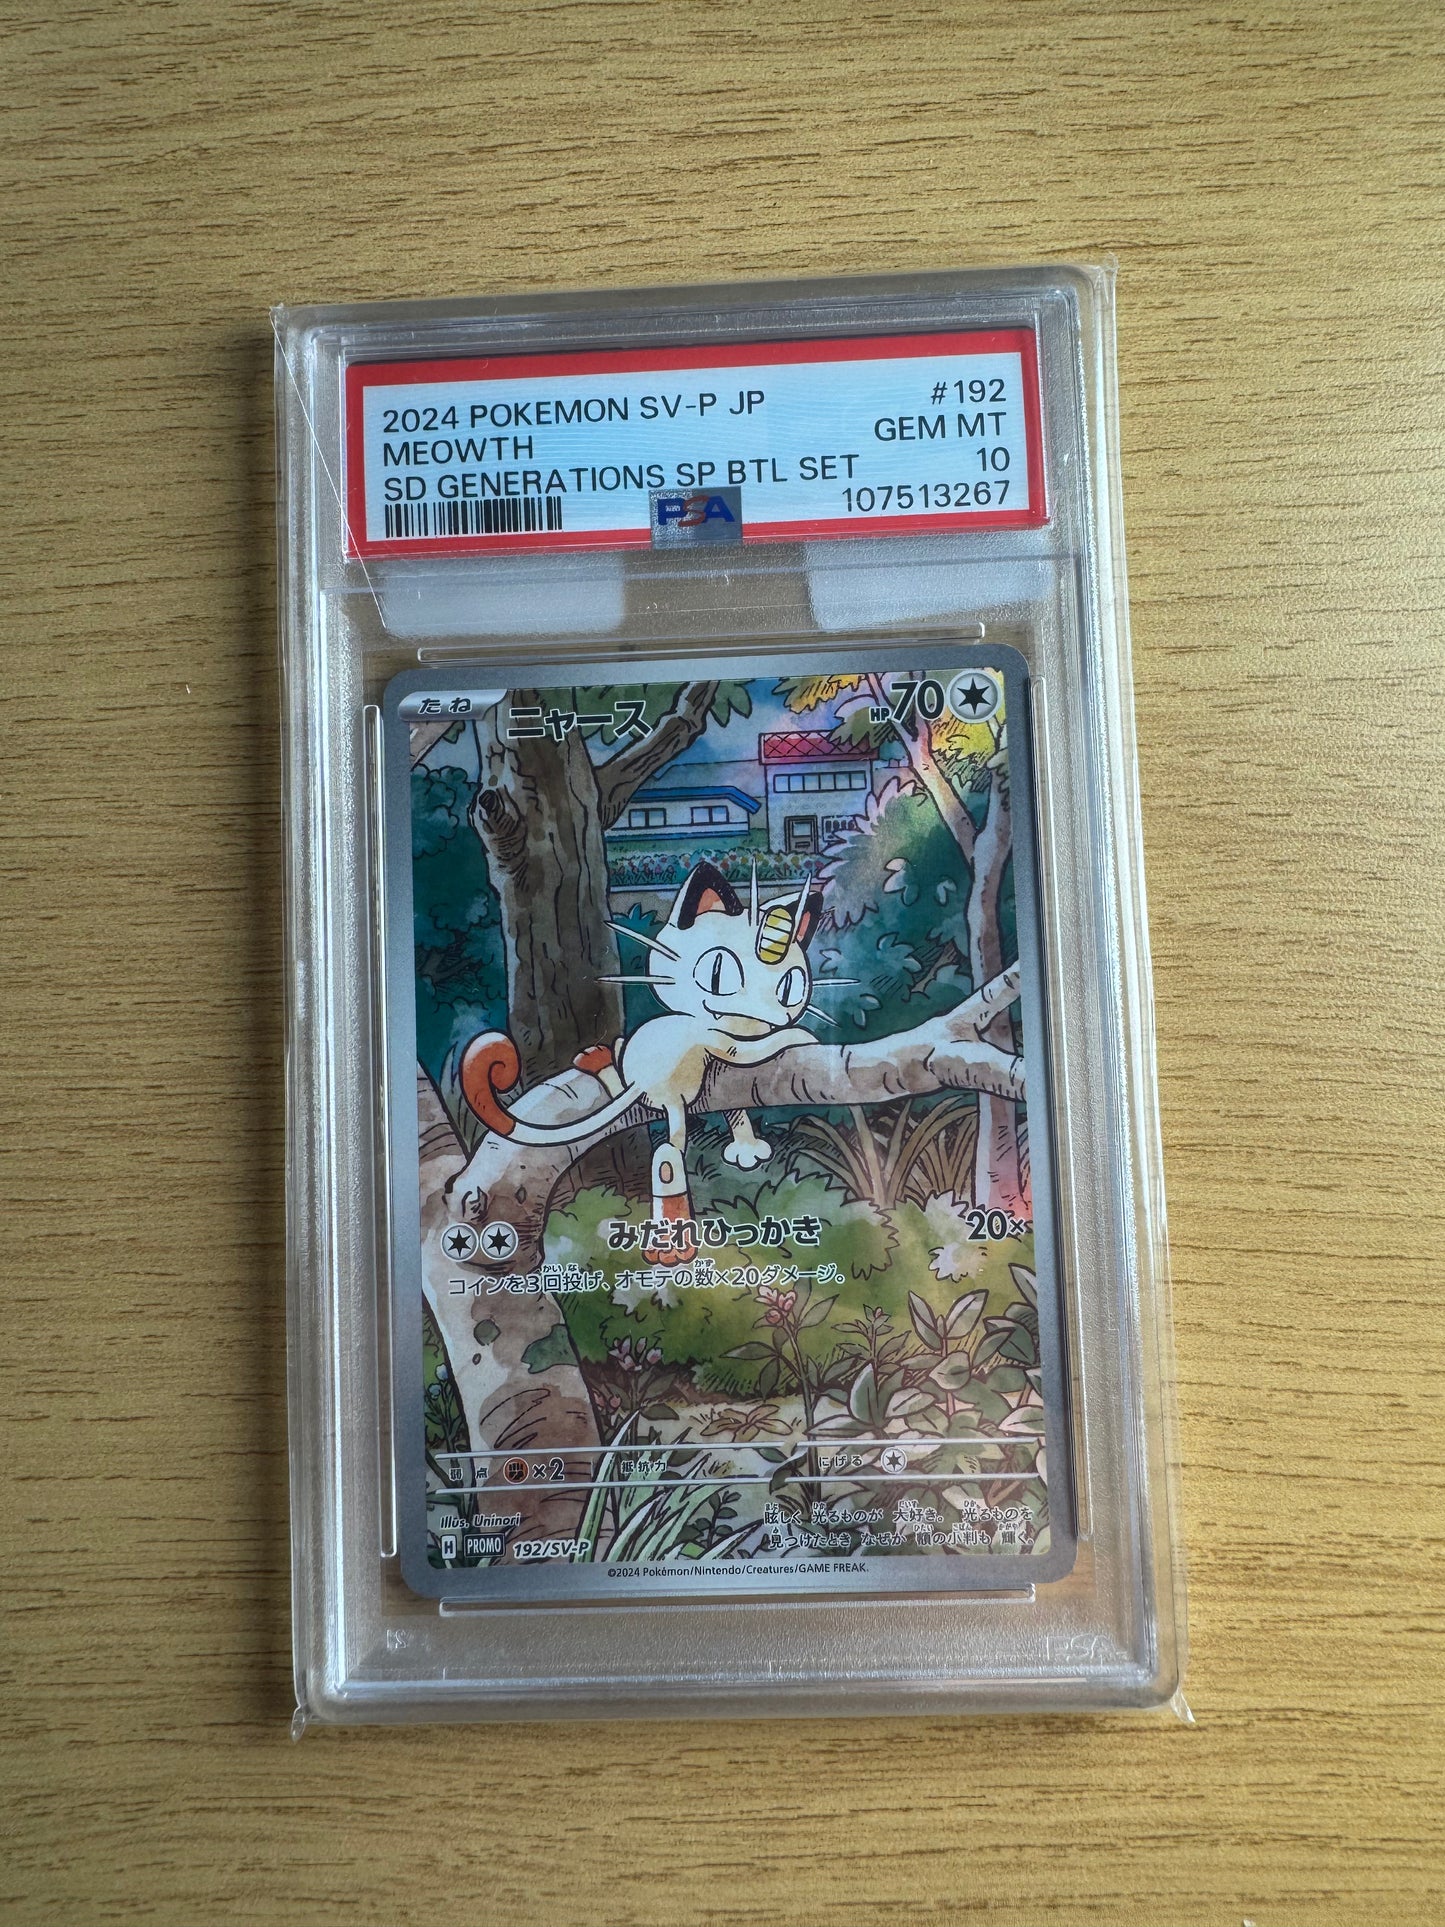 2024 POKEMON SV-P JP #192
MEOWTH GEM MT
SD GENERATIONS SP BTL SET 10
PSA 107513267
たね ニャース HP70
みだれひっかき 20×
コインを3回投げ、オモテの数×20ダメージ。
弱点 ×2 抵抗力 にげる
Illus. Uninori
眩しく 光るものが 大好き。 光るものを
見つけたとき なぜか 額の小判も 輝く。
H PROMO 192/SV-P
©2024 Pokémon/Nintendo/Creatures/GAME FREAK.
PSA